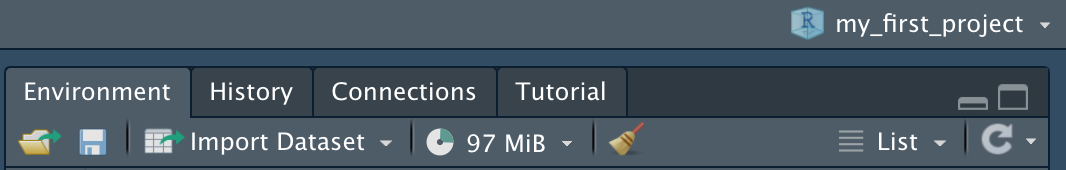 my_first_project
Environment History Connections Tutorial
Import Dataset 97 MiB List